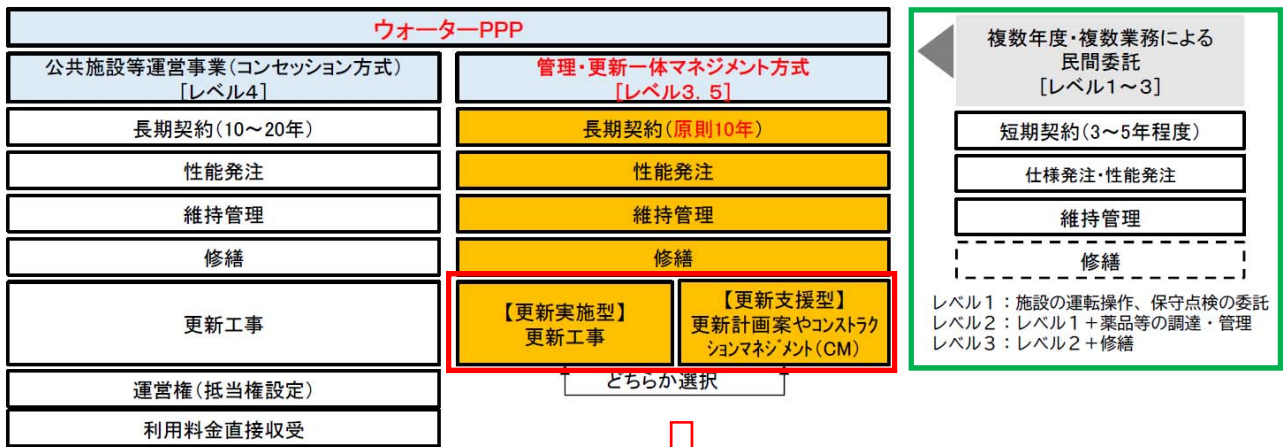 ウォーターPPP
公共施設等運営事業(コンセッション方式)
[レベル4]
長期契約(10～20年)
性能発注
維持管理
修繕
更新工事
運営権(抵当権設定)
利用料金直接収受
管理・更新一体マネジメント方式
[レベル3．5]
長期契約(原則10年)
性能発注
維持管理
修繕
【更新実施型】
更新工事
【更新支援型】
更新計画案やコンストラク
ションマネジメント(CM)
どちらか選択
複数年度・複数業務による
民間委託
[レベル1～3]
短期契約(3～5年程度)
仕様発注・性能発注
維持管理
修繕
レベル1：施設の運転操作、保守点検の委託
レベル2：レベル1＋薬品等の調達・管理
レベル3：レベル2＋修繕